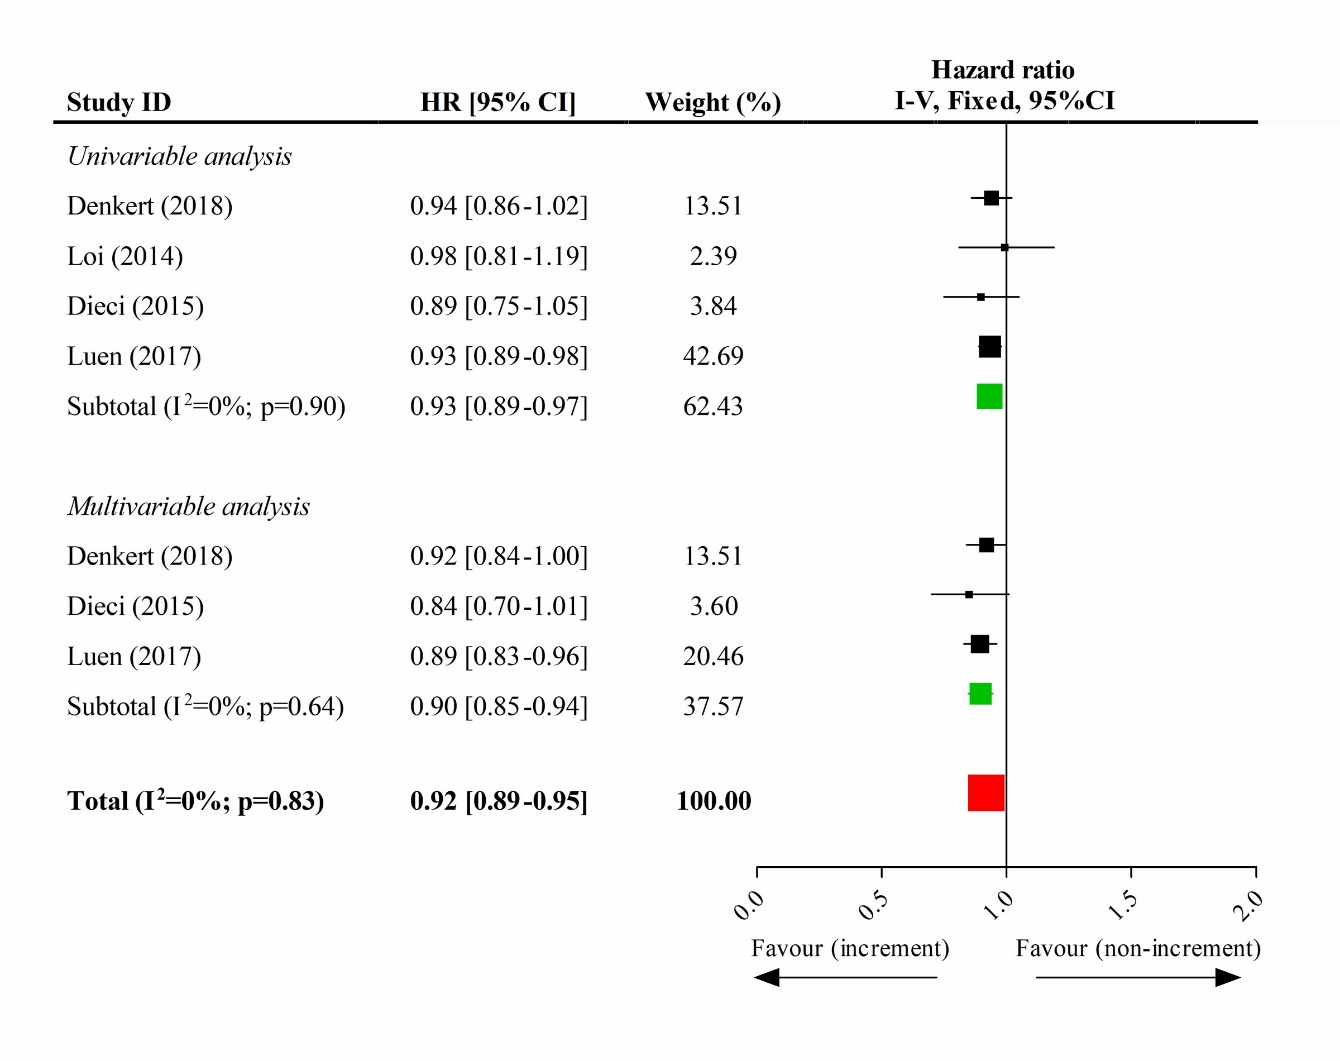 Hazard ratio
Study ID HR [95% CI] Weight (%) I-V, Fixed, 95%CI
Univariable analysis
Denkert (2018) 0.94 [0.86-1.02] 13.51
Loi (2014) 0.98 [0.81-1.19] 2.39
Dieci (2015) 0.89 [0.75-1.05] 3.84
Luen (2017) 0.93 [0.89-0.98] 42.69
Subtotal (I²=0%; p=0.90) 0.93 [0.89-0.97] 62.43
Multivariable analysis
Denkert (2018) 0.92 [0.84-1.00] 13.51
Dieci (2015) 0.84 [0.70-1.01] 3.60
Luen (2017) 0.89 [0.83-0.96] 20.46
Subtotal (I²=0%; p=0.64) 0.90 [0.85-0.94] 37.57
Total (I²=0%; p=0.83) 0.92 [0.89-0.95] 100.00
0.0 0.5 1.0 1.5 2.0
Favour (increment) Favour (non-increment)